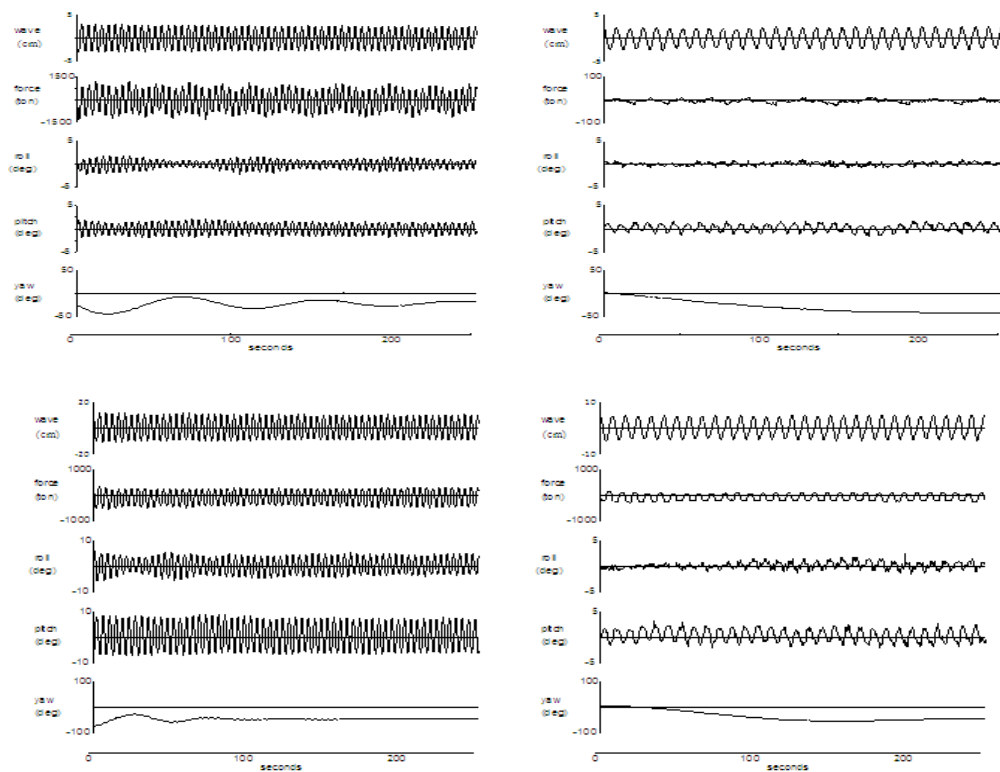 wave
(cm)
5
-5
force
(ton)
1500
-1500
roll
(deg)
5
-5
pitch
(deg)
5
-5
yaw
(deg)
50
-50
0
100
200
seconds
wave
(cm)
5
-5
force
(ton)
100
-100
roll
(deg)
5
-5
pitch
(deg)
5
-5
yaw
(deg)
50
-50
0
100
200
seconds
wave
(cm)
20
-20
force
(ton)
1000
-1000
roll
(deg)
10
-10
pitch
(deg)
10
-10
yaw
(deg)
100
-100
0
100
200
seconds
wave
(cm)
10
-10
force
(ton)
1000
-1000
roll
(deg)
5
-5
pitch
(deg)
5
-5
yaw
(deg)
100
-100
0
100
200
seconds